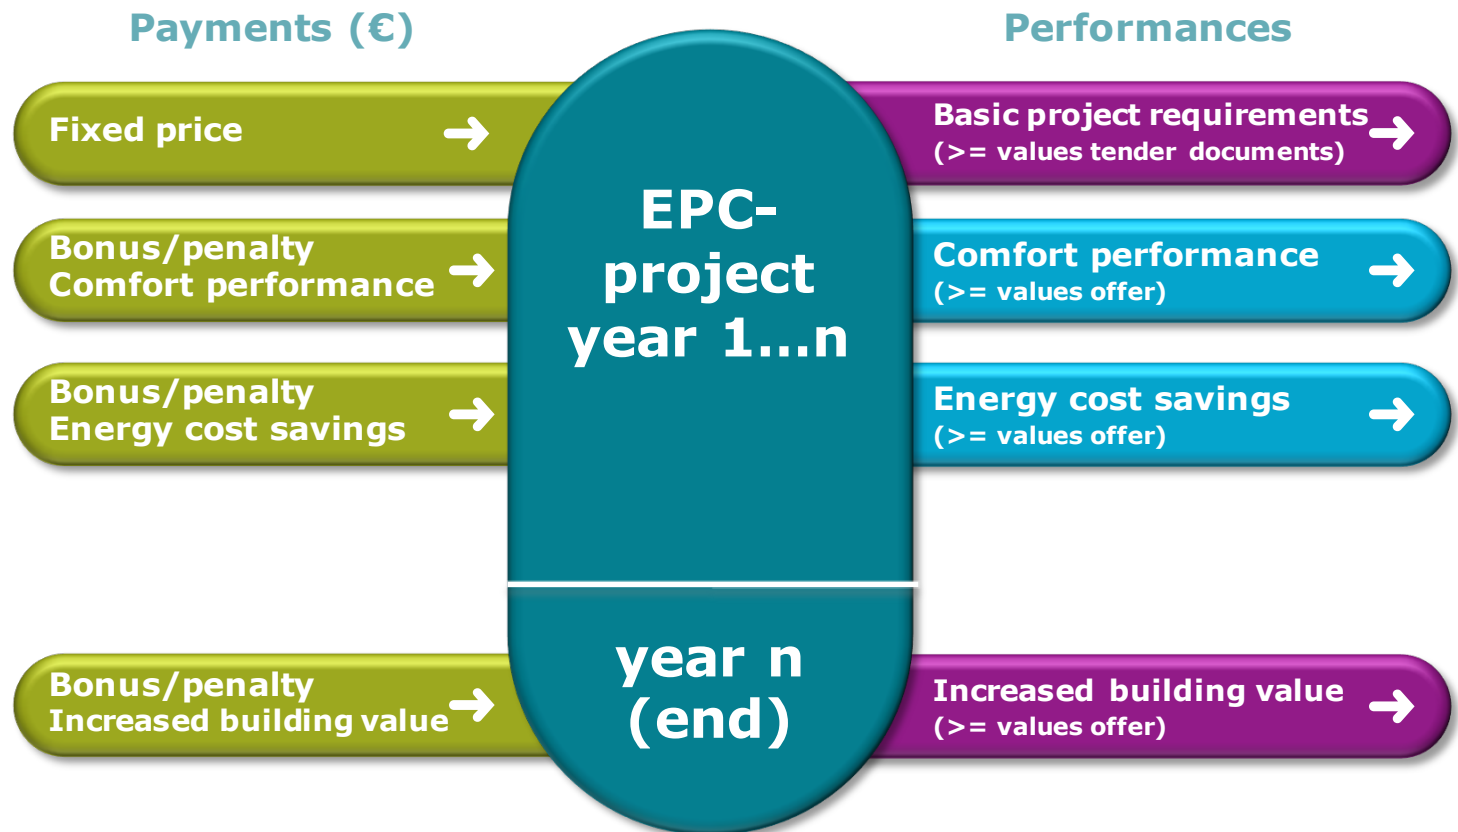 Payments (€)
Performances
Fixed price
Basic project requirements
(>= values tender documents)
EPC-
project
year 1...n
Bonus/penalty
Comfort performance
Comfort performance
(>= values offer)
Bonus/penalty
Energy cost savings
Energy cost savings
(>= values offer)
year n
(end)
Bonus/penalty
Increased building value
Increased building value
(>= values offer)